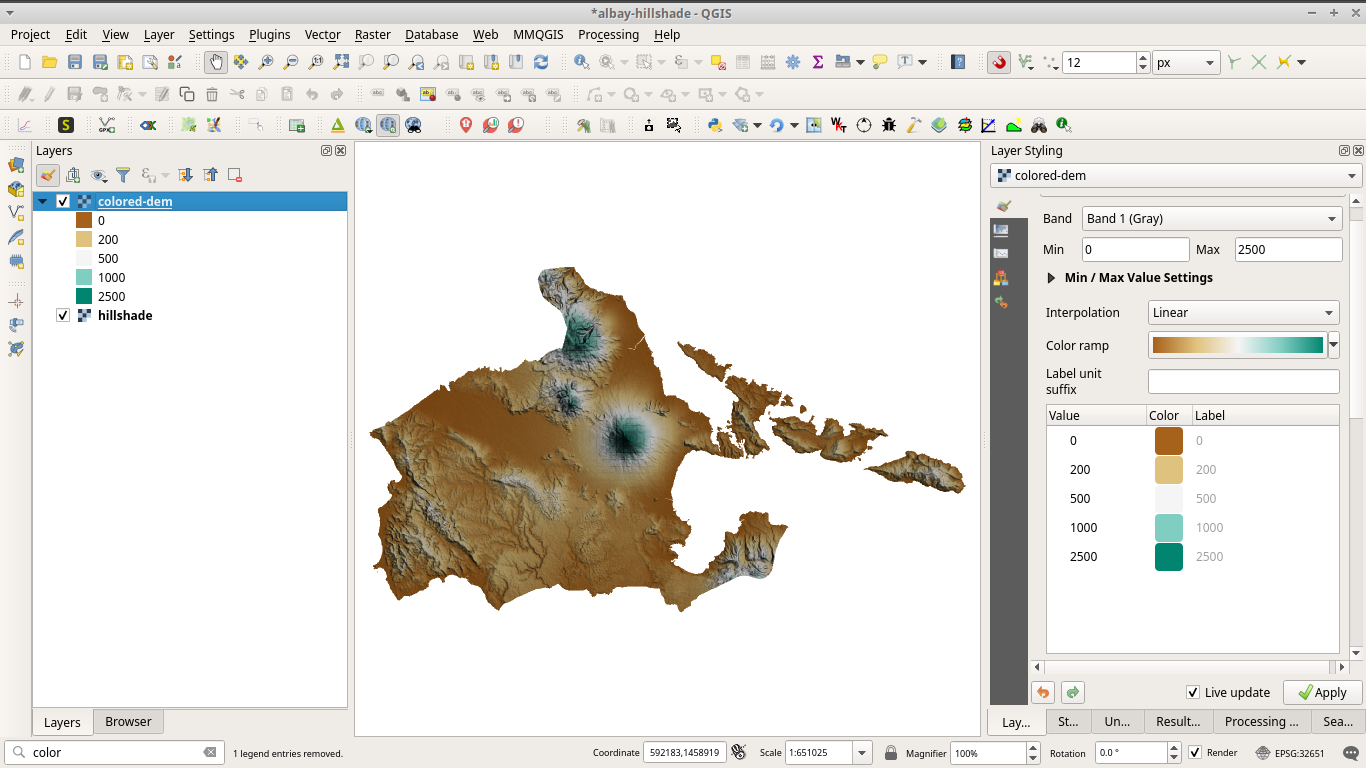 *albay-hillshade - QGIS
Project Edit View Layer Settings Plugins Vector Raster Database Web MMQGIS Processing Help
12 px
Layers
colored-dem
0
200
500
1000
2500
hillshade
Layers Browser
Layer Styling
colored-dem
Band Band 1 (Gray)
Min 0 Max 2500
Min / Max Value Settings
Interpolation Linear
Color ramp
Label unit
suffix
Value Color Label
0 0
200 200
500 500
1000 1000
2500 2500
Live update Apply
Lay... St... Un... Result... Processing ... Sea...
color 1 legend entries removed. Coordinate 592183,1458919 Scale 1:651025 Magnifier 100% Rotation 0.0 ° Render EPSG:32651